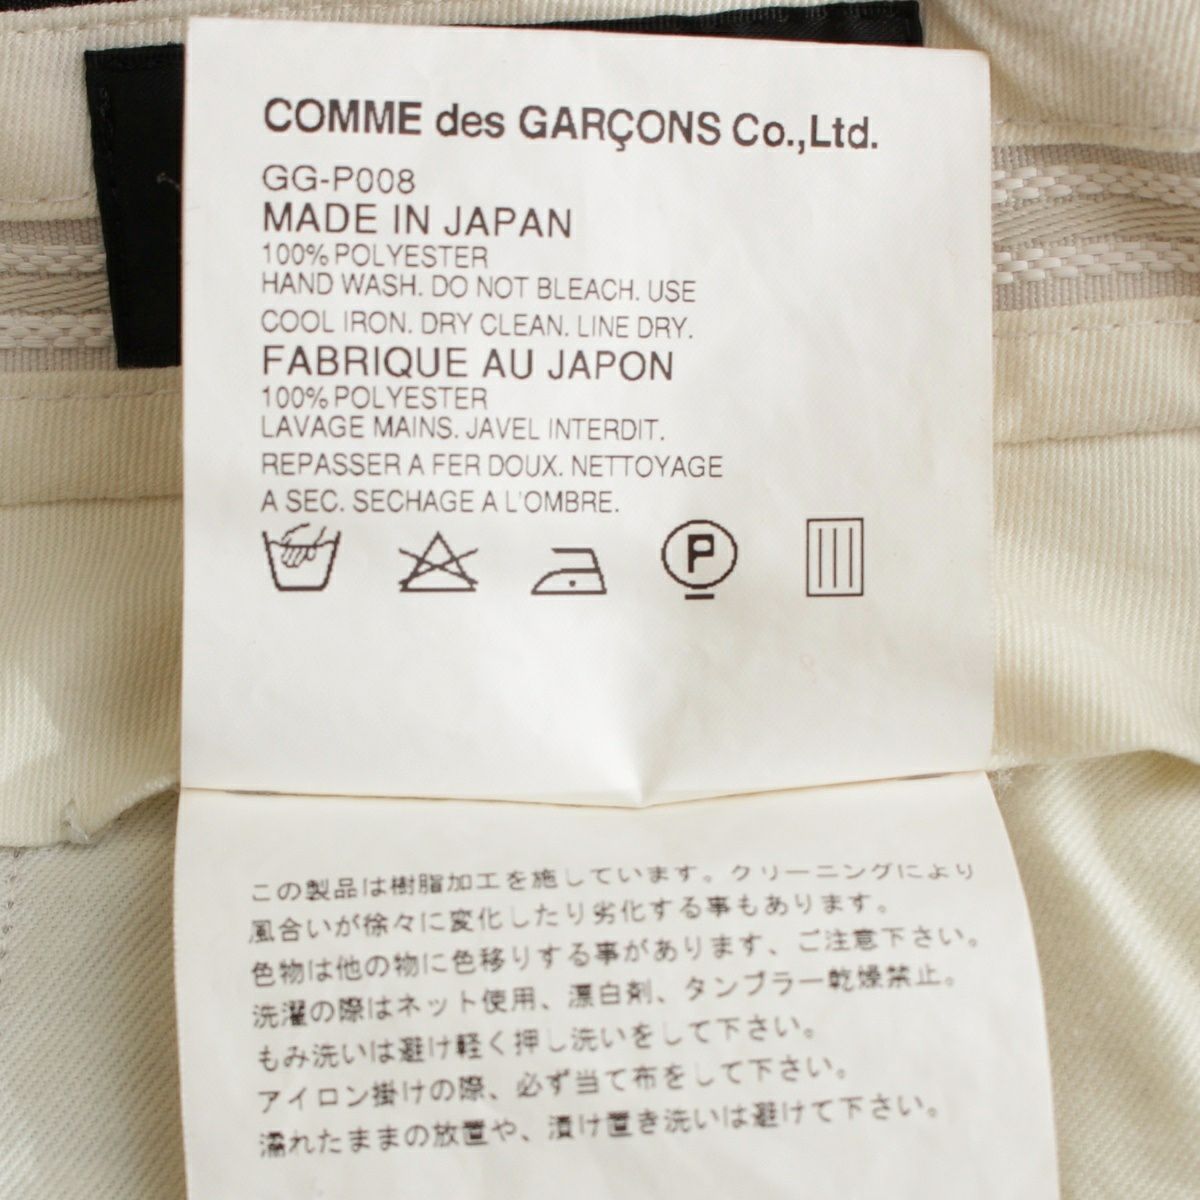 COMME des GARÇONS Co.,Ltd.
GG-P008
MADE IN JAPAN
100% POLYESTER
HAND WASH. DO NOT BLEACH. USE
COOL IRON. DRY CLEAN. LINE DRY.
FABRIQUE AU JAPON
100% POLYESTER
LAVAGE MAINS. JAVEL INTERDIT.
REPASSER A FER DOUX. NETTOYAGE
A SEC. SECHAGE A L'OMBRE.
P
この製品は樹脂加工を施しています。クリーニングにより
風合いが徐々に変化したり劣化する事もあります。
色物は他の物に色移りする事があります、ご注意下さい。
洗濯の際はネット使用、漂白剤、タンブラー乾燥禁止。
もみ洗いは避け軽く押し洗いをして下さい。
アイロン掛けの際、必ず当て布をして下さい。
濡れたままの放置や、漬け置き洗いは避けて下さい。